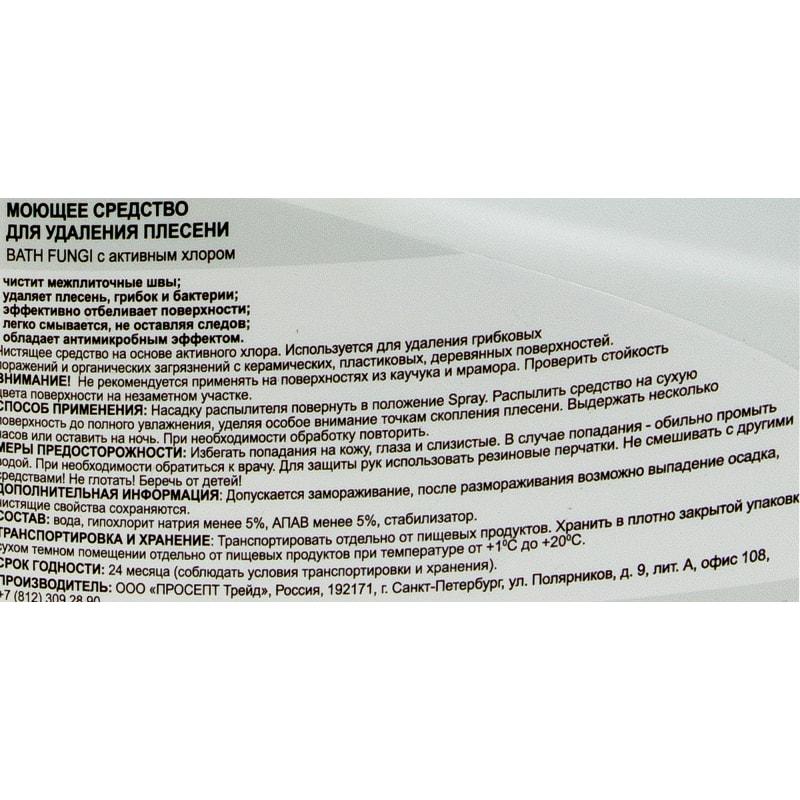 МОЮЩЕЕ СРЕДСТВО
ДЛЯ УДАЛЕНИЯ ПЛЕСЕНИ
BATH FUNGI с активным хлором
чистит межплиточные швы;
удаляет плесень, грибок и бактерии;
эффективно отбеливает поверхности;
легко смывается, не оставляя следов;
обладает антимикробным эффектом.
Чистящее средство на основе активного хлора. Используется для удаления грибковых
поражений и органических загрязнений с керамических, пластиковых, деревянных поверхностей.
ВНИМАНИЕ! Не рекомендуется применять на поверхностях из каучука и мрамора. Проверить стойкость
цвета поверхности на незаметном участке.
СПОСОБ ПРИМЕНЕНИЯ: Насадку распылителя повернуть в положение Spray. Распылить средство на сухую
поверхность до полного увлажнения, уделяя особое внимание точкам скопления плесени. Выдержать несколько
часов или оставить на ночь. При необходимости обработку повторить.
МЕРЫ ПРЕДОСТОРОЖНОСТИ: Избегать попадания на кожу, глаза и слизистые. В случае попадания - обильно промыть
водой. При необходимости обратиться к врачу. Для защиты рук использовать резиновые перчатки. Не смешивать с другими
средствами! Не глотать! Беречь от детей!
ДОПОЛНИТЕЛЬНАЯ ИНФОРМАЦИЯ: Допускается замораживание, после размораживания возможно выпадение осадка,
чистящие свойства сохраняются.
СОСТАВ: вода, гипохлорит натрия менее 5%, АПАВ менее 5%, стабилизатор.
ТРАНСПОРТИРОВКА И ХРАНЕНИЕ: Транспортировать отдельно от пищевых продуктов. Хранить в плотно закрытой упаковк
сухом темном помещении отдельно от пищевых продуктов при температуре от +1⁰С до +20⁰С.
СРОК ГОДНОСТИ: 24 месяца (соблюдать условия транспортировки и хранения).
ПРОИЗВОДИТЕЛЬ: ООО «ПРОСЕПТ Трейд», Россия, 192171, г. Санкт-Петербург, ул. Полярников, д. 9, лит. А, офис 108,
+7 (812) 309 28 90